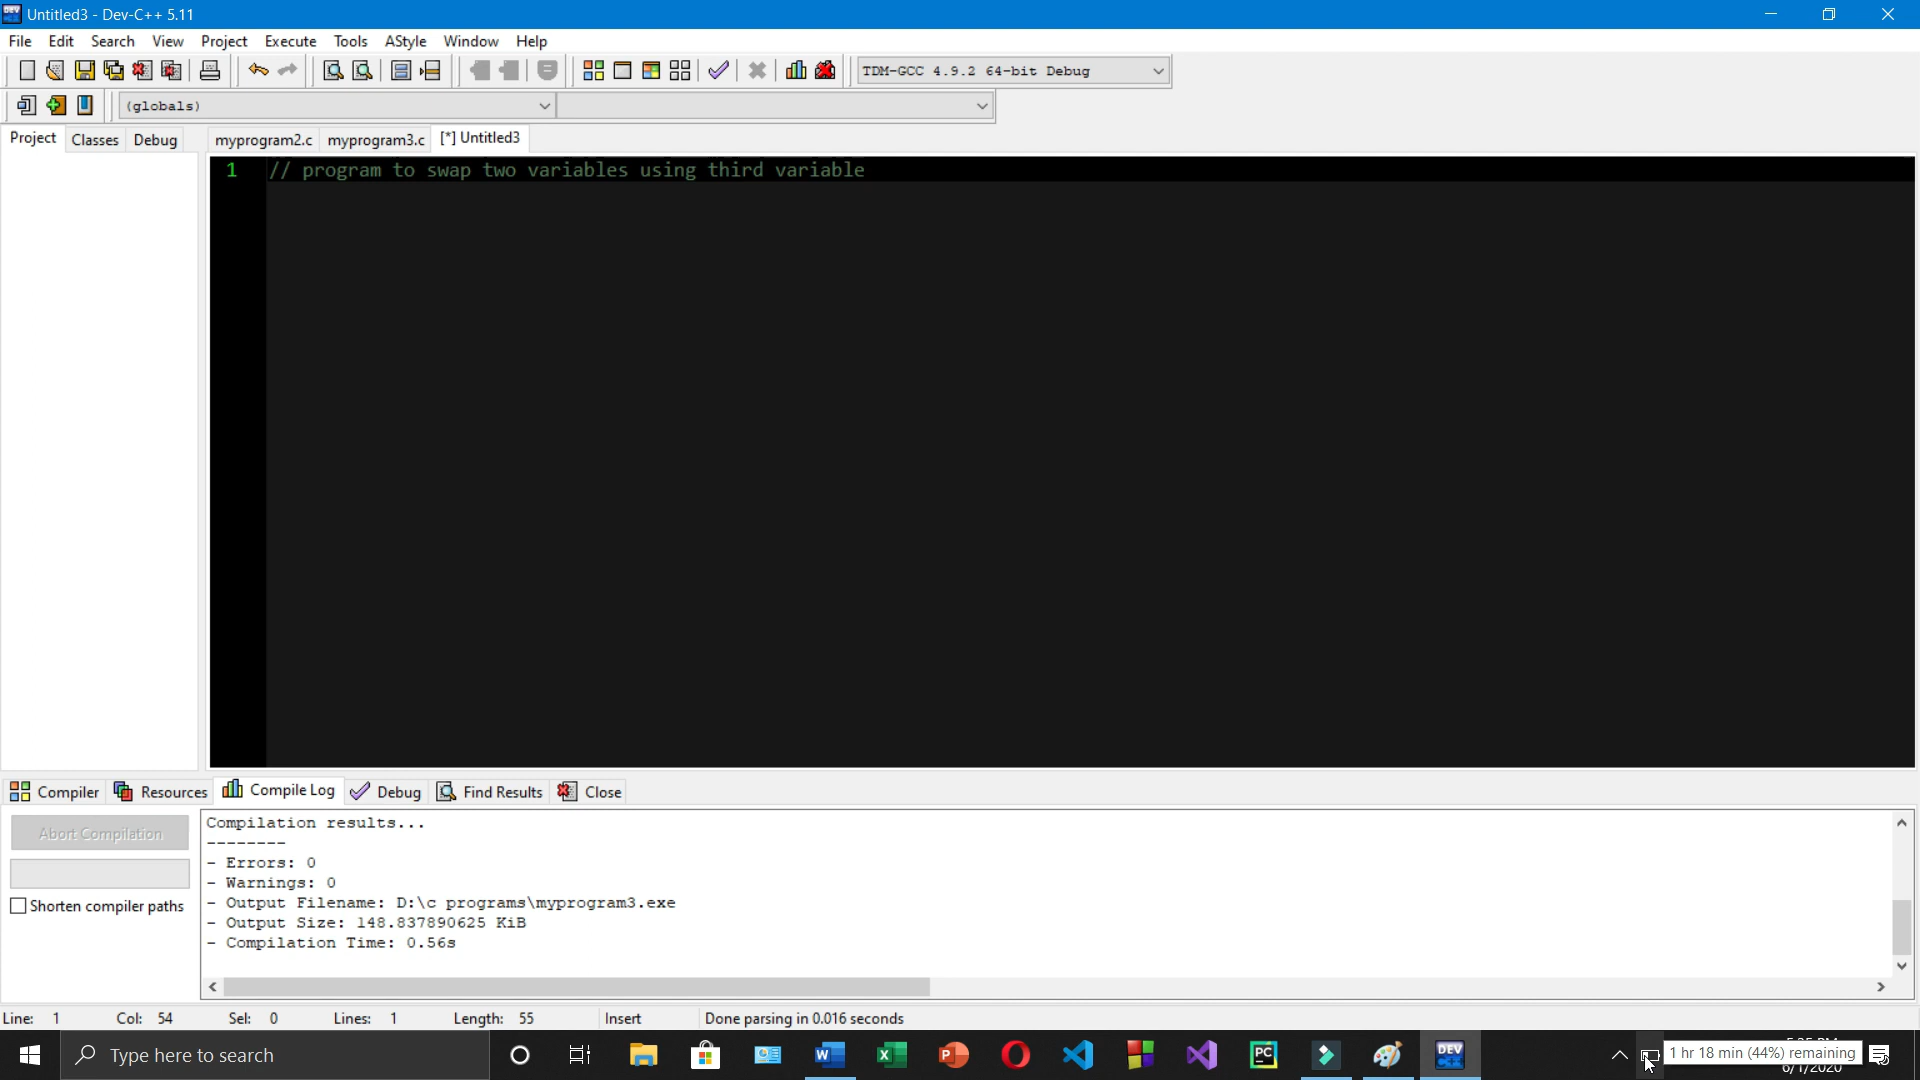 Untitled3 - Dev-C++ 5.11
File Edit Search View Project Execute Tools AStyle Window Help
TDM-GCC 4.9.2 64-bit Debug
(globals)
Project Classes Debug myprogram2.c myprogram3.c [*] Untitled3
1 // program to swap two variables using third variable
Compiler Resources Compile Log Debug Find Results Close
Abort Compilation
Shorten compiler paths
Compilation results...
--------
- Errors: 0
- Warnings: 0
- Output Filename: D:\c programs\myprogram3.exe
- Output Size: 148.837890625 KiB
- Compilation Time: 0.56s
Line: 1 Col: 54 Sel: 0 Lines: 1 Length: 55 Insert Done parsing in 0.016 seconds
Type here to search
1 hr 18 min (44%) remaining
6/1/2020